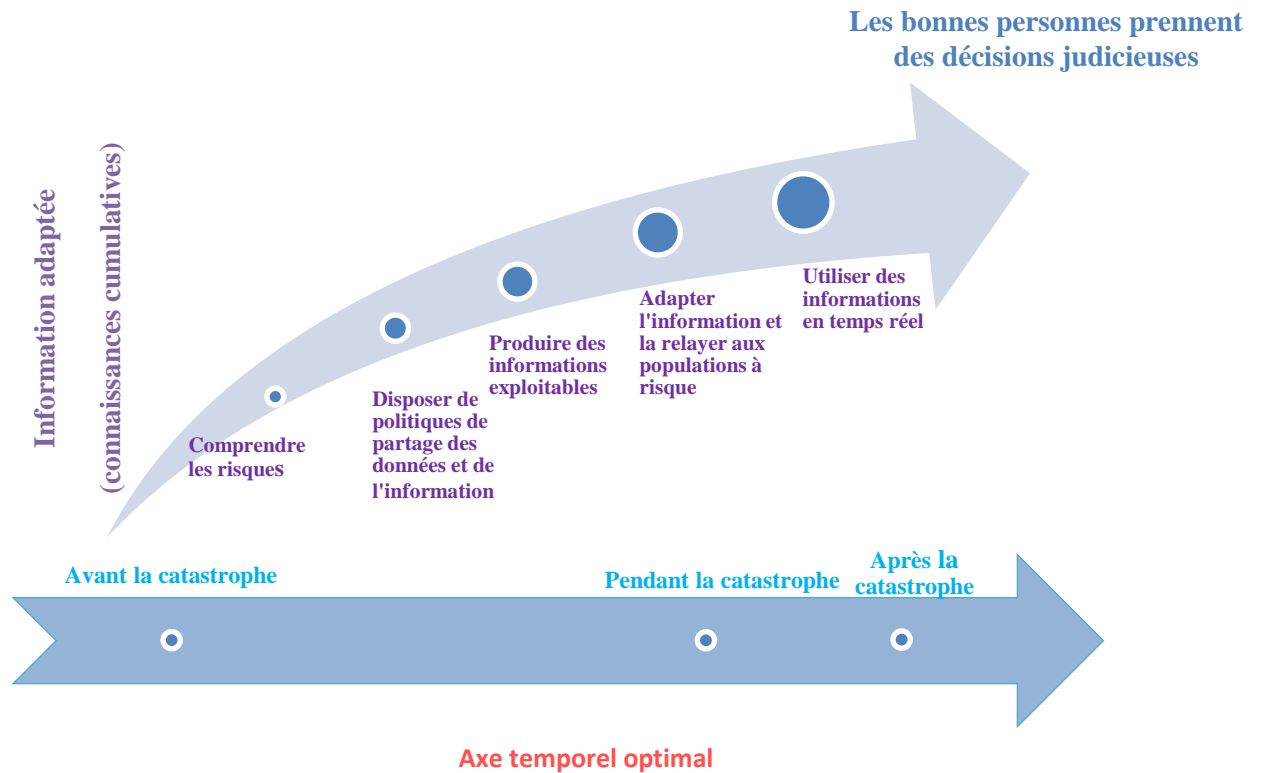 Les bonnes personnes prennent
des décisions judicieuses
Information adaptée
(connaissances cumulatives)
Comprendre
les risques
Disposer de
politiques de
partage des
données et de
l'information
Produire des
informations
exploitables
Adapter
l'information et
la relayer aux
populations à
risque
Utiliser des
informations
en temps réel
Avant la catastrophe
Pendant la catastrophe
Après la
catastrophe
Axe temporel optimal